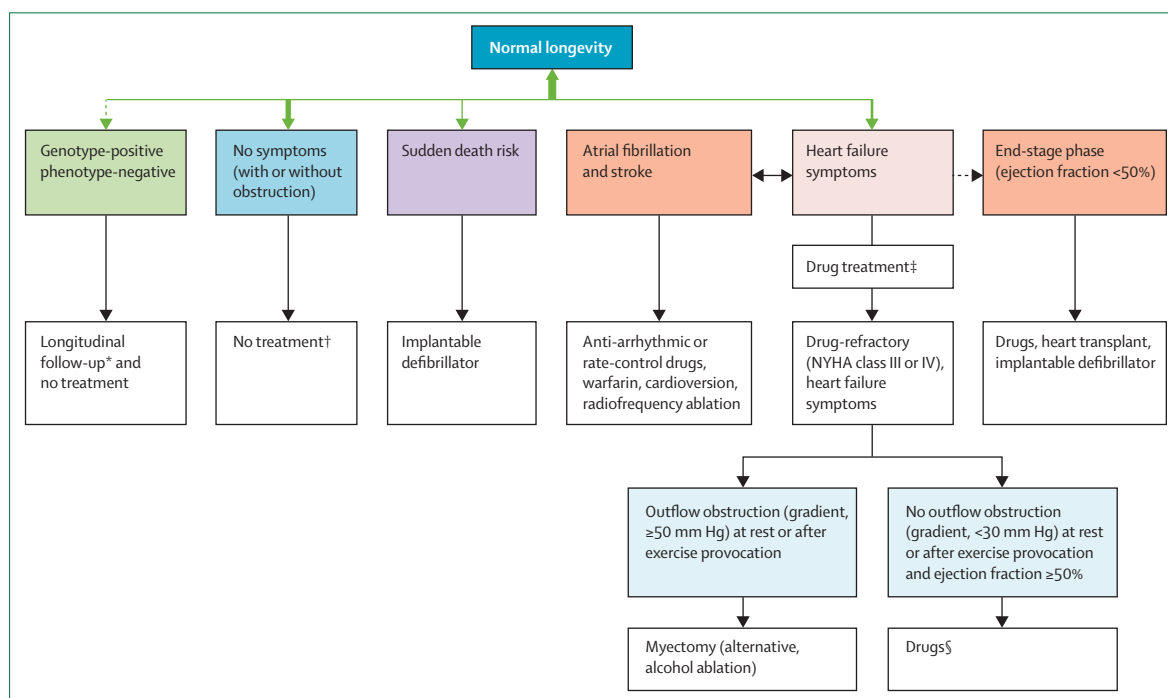 Normal longevity
Genotype-positive
phenotype-negative
No symptoms
(with or without
obstruction)
Sudden death risk
Atrial fibrillation
and stroke
Heart failure
symptoms
End-stage phase
(ejection fraction <50%)
Drug treatment‡
Longitudinal
follow-up* and
no treatment
No treatment†
Implantable
defibrillator
Anti-arrhythmic or
rate-control drugs,
warfarin, cardioversion,
radiofrequency ablation
Drug-refractory
(NYHA class III or IV),
heart failure
symptoms
Drugs, heart transplant,
implantable defibrillator
Outflow obstruction (gradient,
≥50 mm Hg) at rest or after
exercise provocation
No outflow obstruction
(gradient, <30 mm Hg) at rest
or after exercise provocation
and ejection fraction ≥50%
Myectomy (alternative,
alcohol ablation)
Drugs§